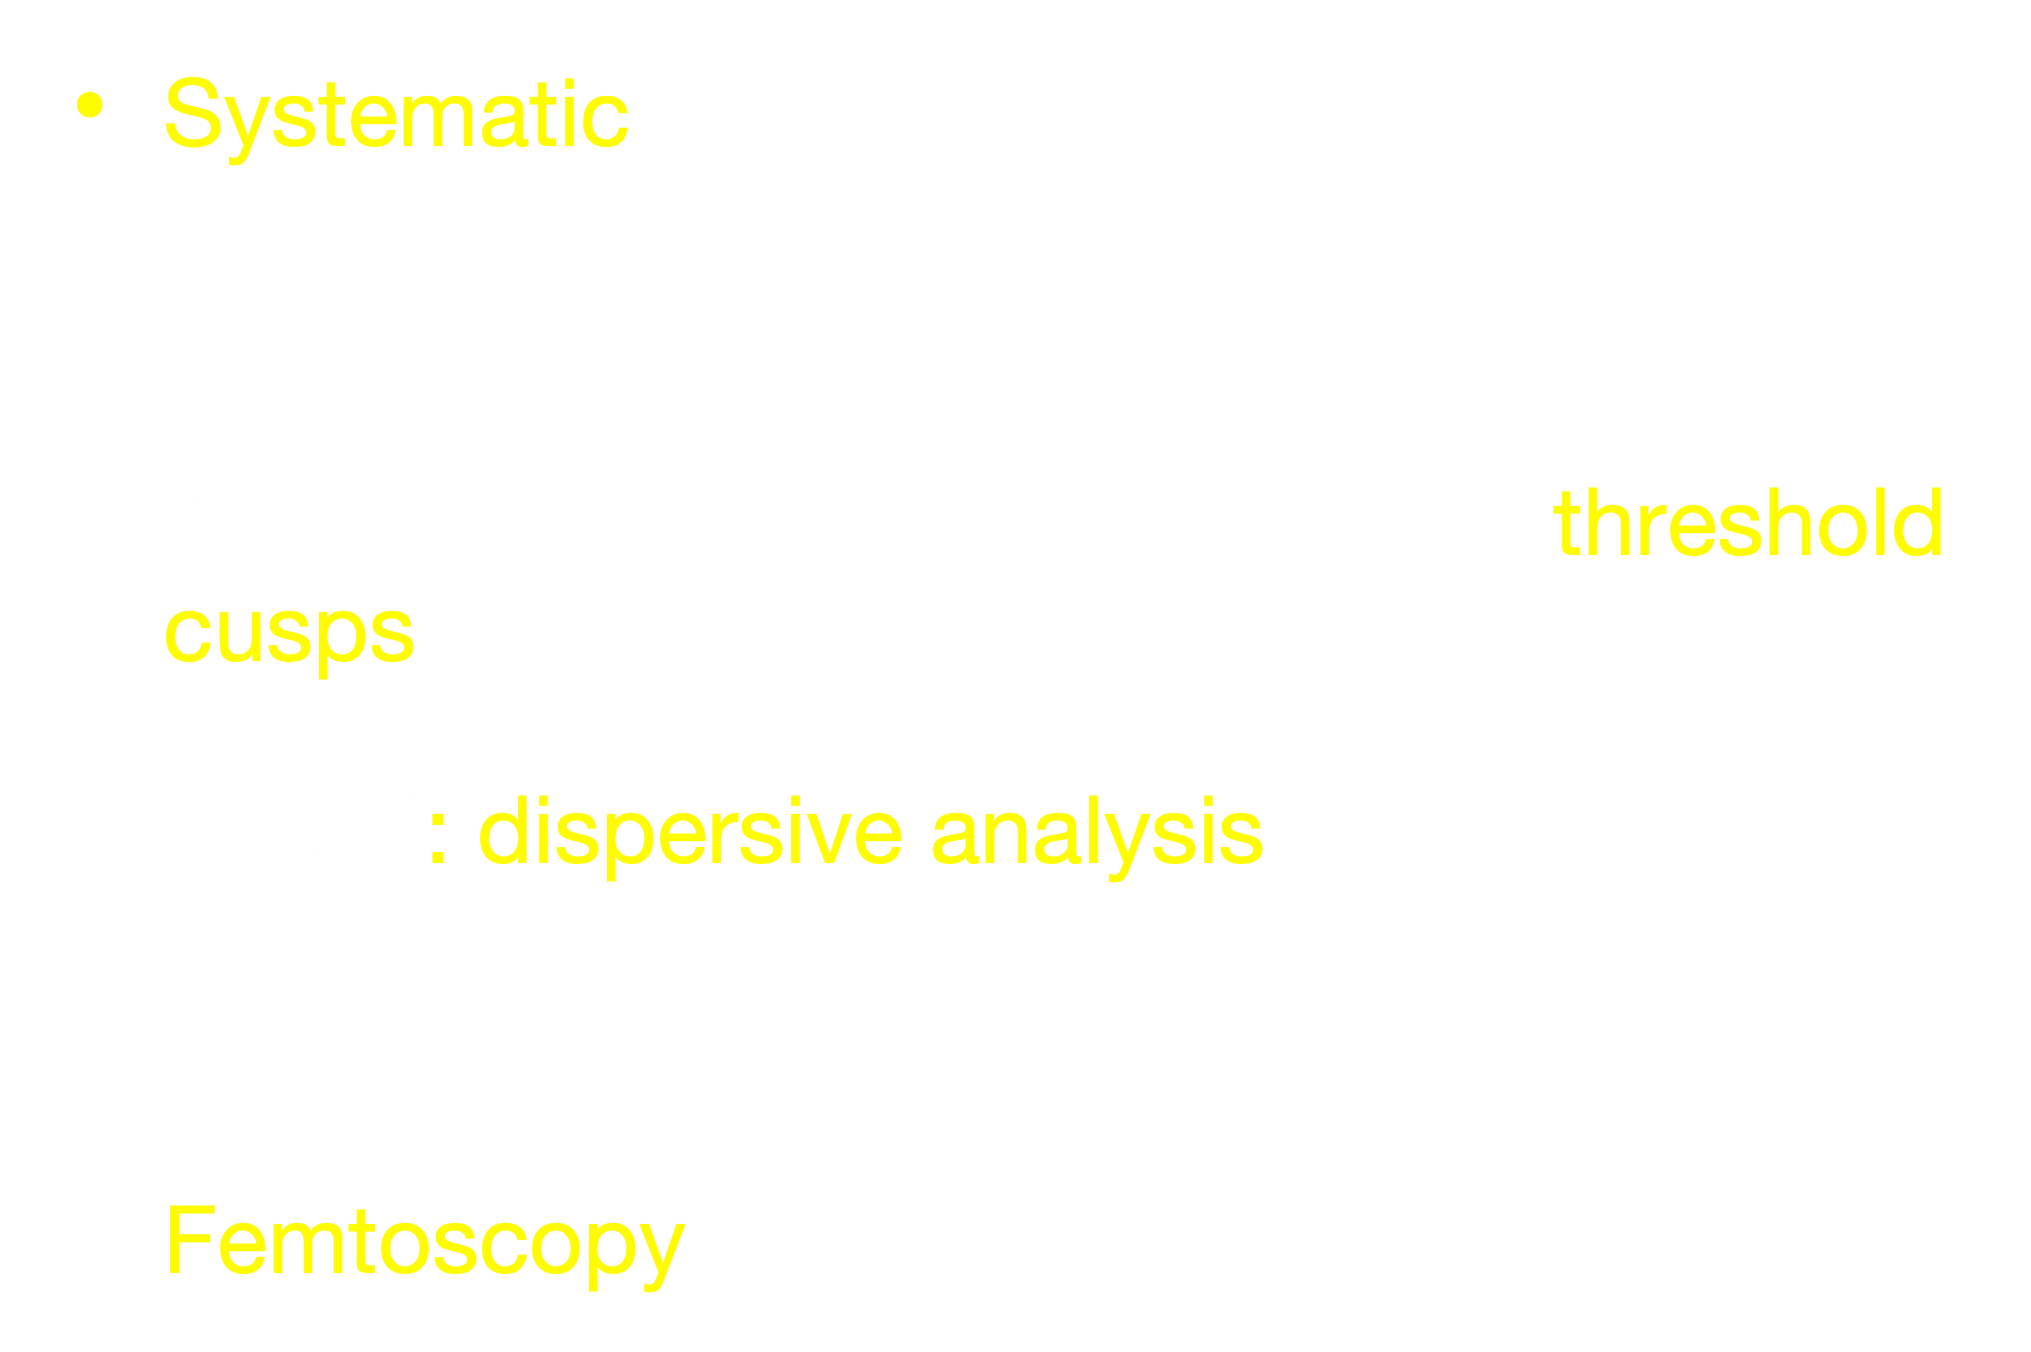 • Systematic
threshold
cusps
: dispersive analysis
Femtoscopy